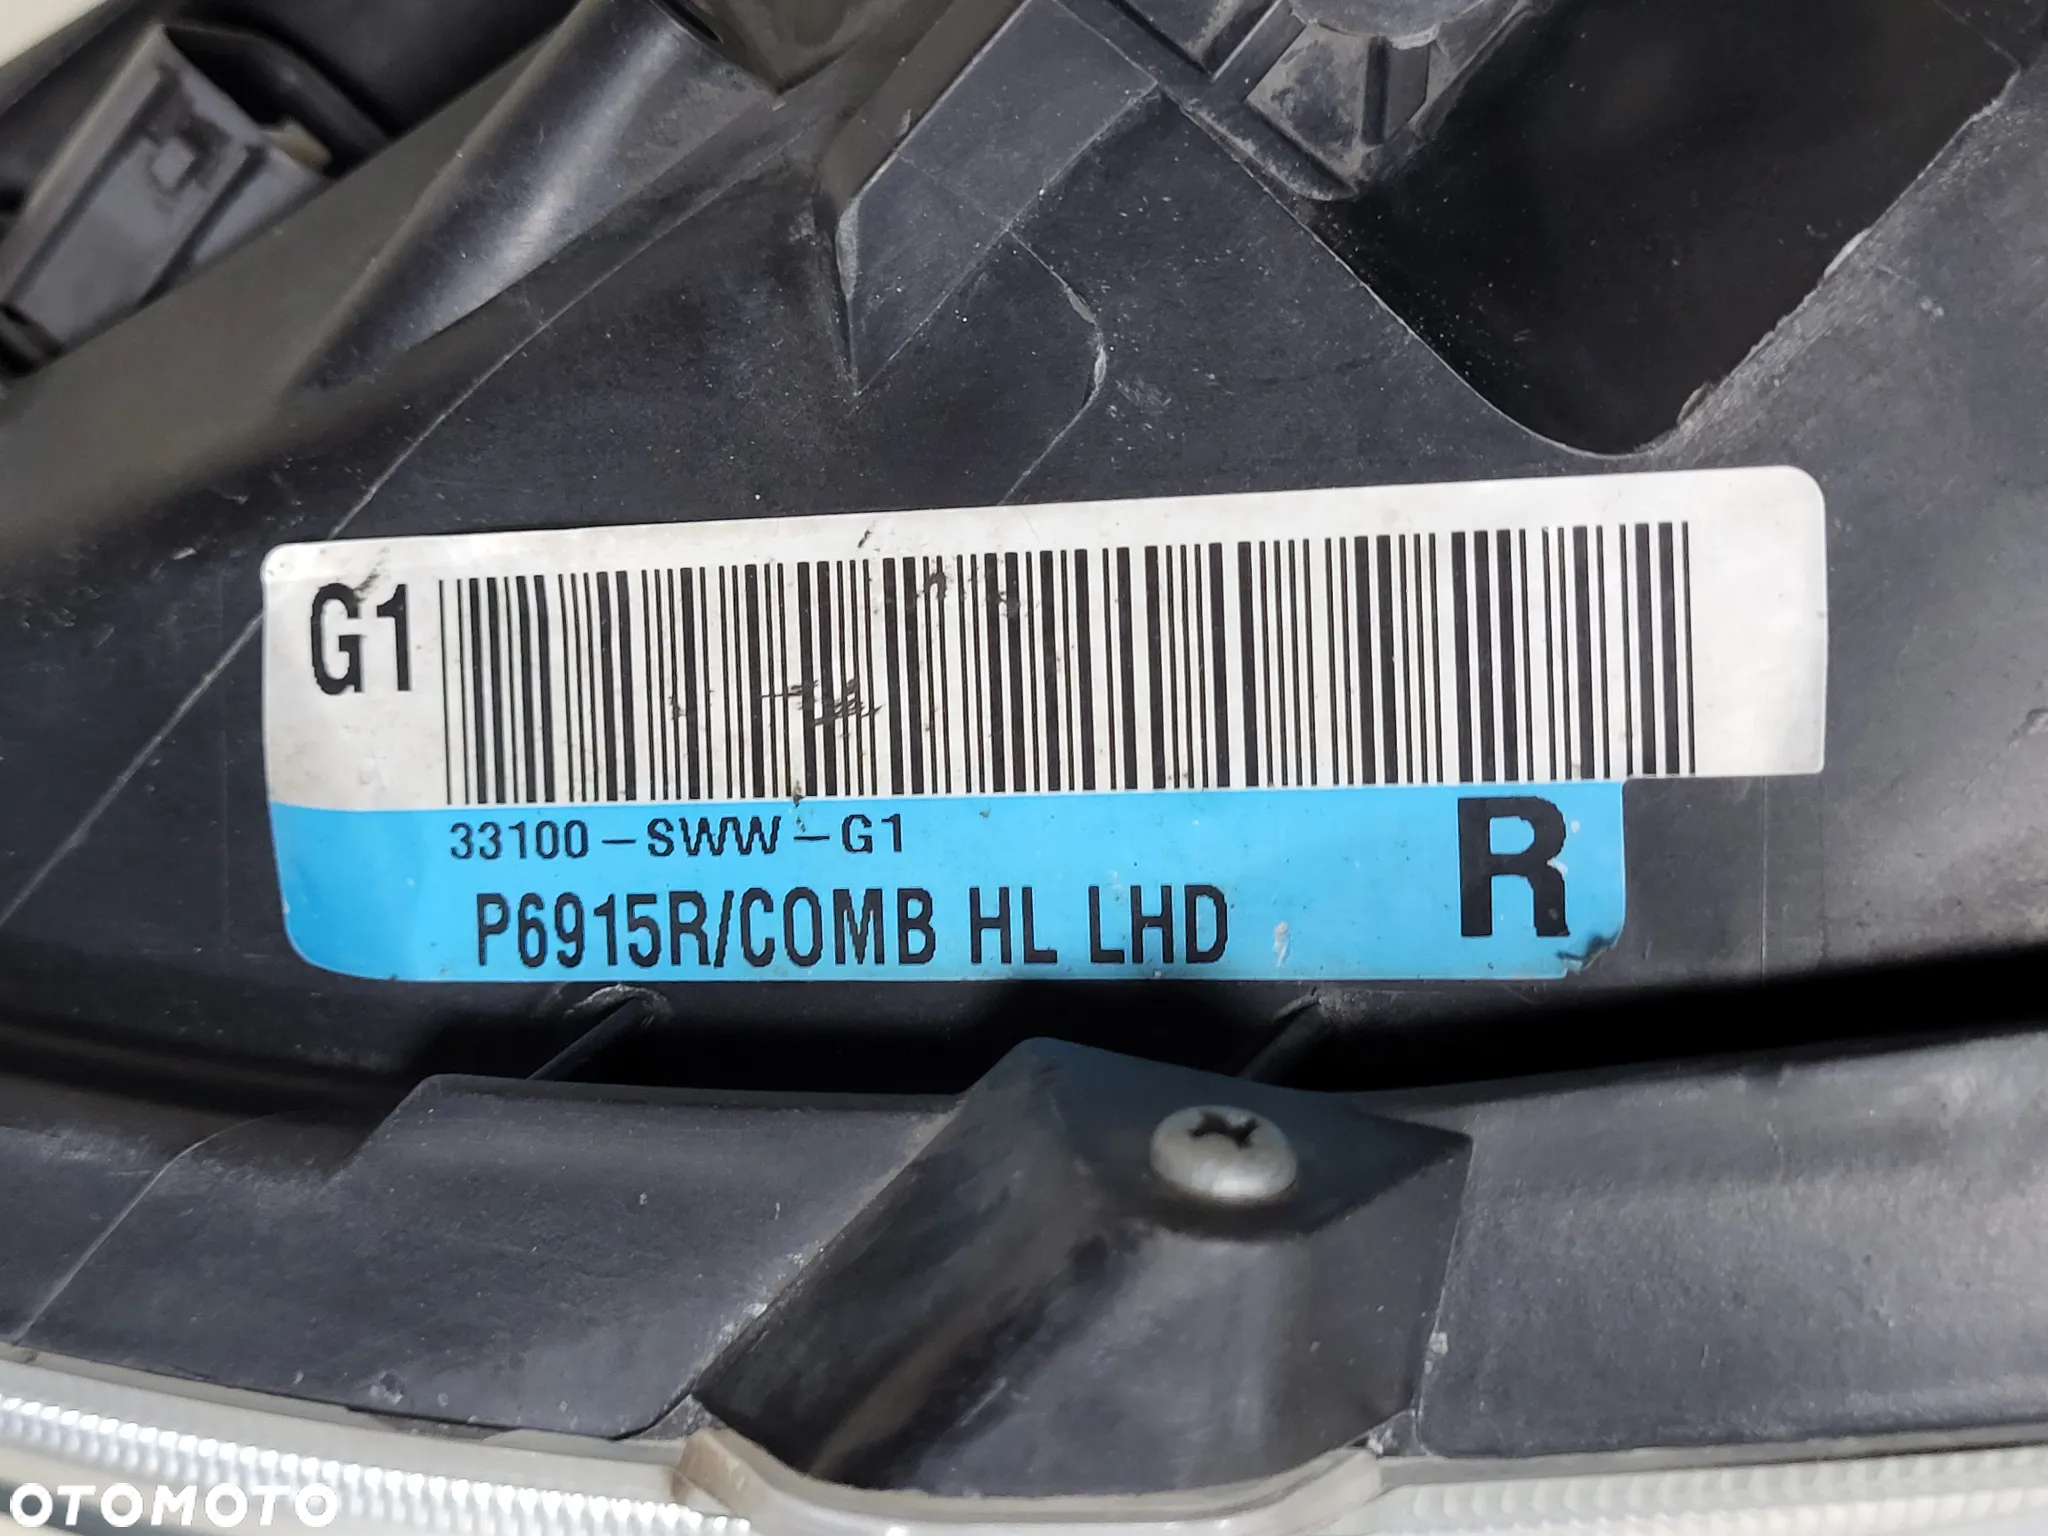 G1
33100-SWW-G1
P6915R/COMB HL LHD
R
OTOMOTO